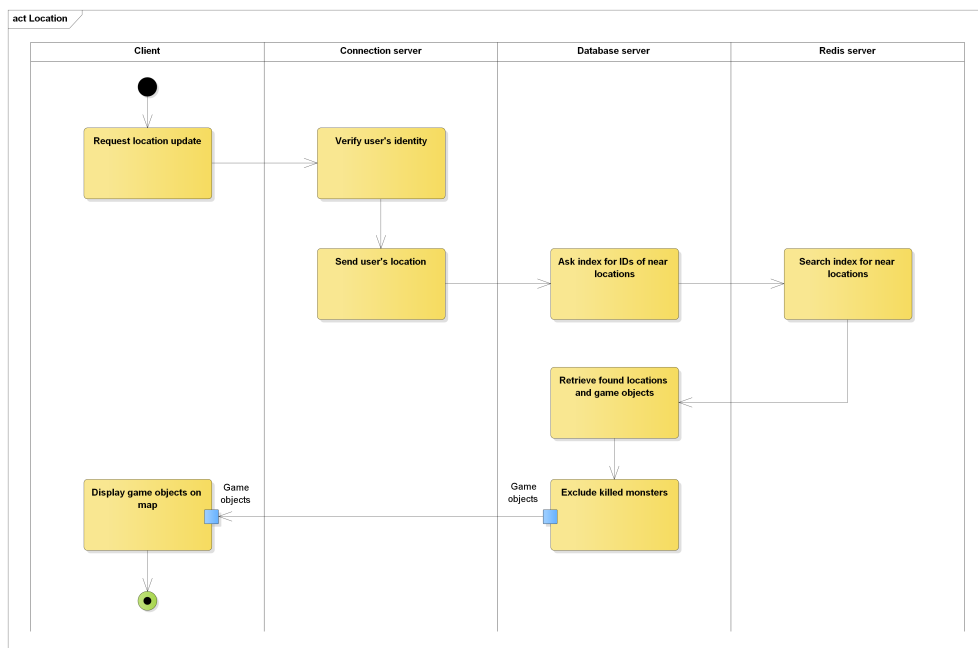 act Location
Client
Connection server
Database server
Redis server
Request location update
Verify user's identity
Send user's location
Ask index for IDs of near
locations
Search index for near
locations
Retrieve found locations
and game objects
Display game objects on
map
Game
objects
Game
objects
Exclude killed monsters